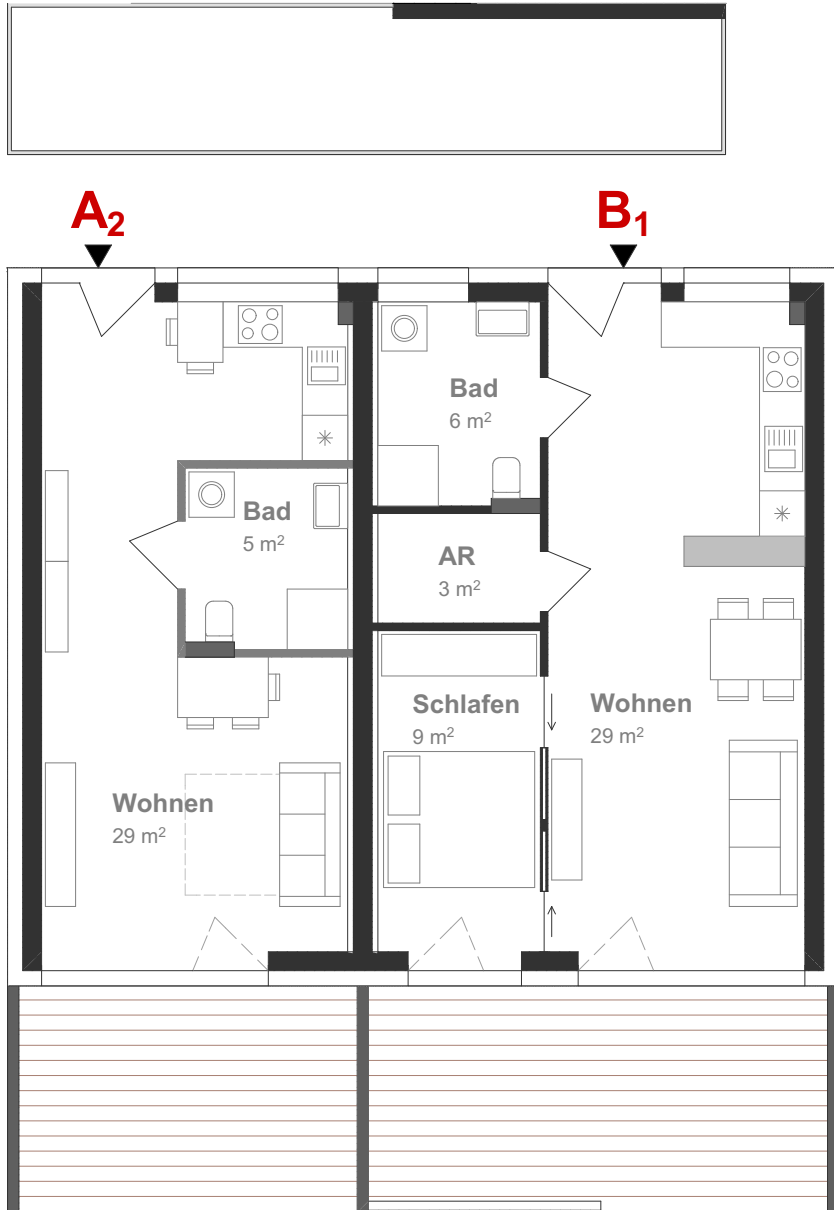 A₂
B₁
Bad
6 m²
Bad
5 m²
AR
3 m²
Schlafen
9 m²
Wohnen
29 m²
Wohnen
29 m²